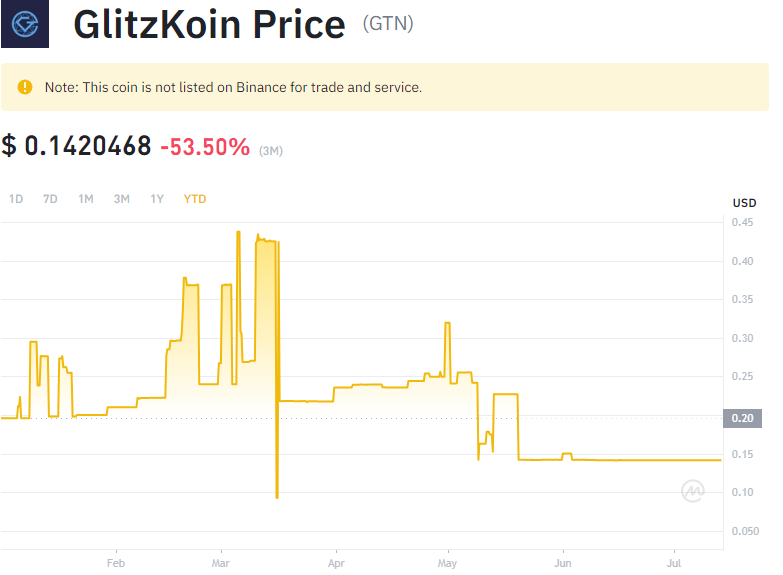 GlitzKoin Price (GTN)
Note: This coin is not listed on Binance for trade and service.
$ 0.1420468 -53.50% (3M)
1D 7D 1M 3M 1Y YTD
USD
0.45
0.40
0.35
0.30
0.25
0.20
0.15
0.10
0.050
Feb Mar Apr May Jun Jul